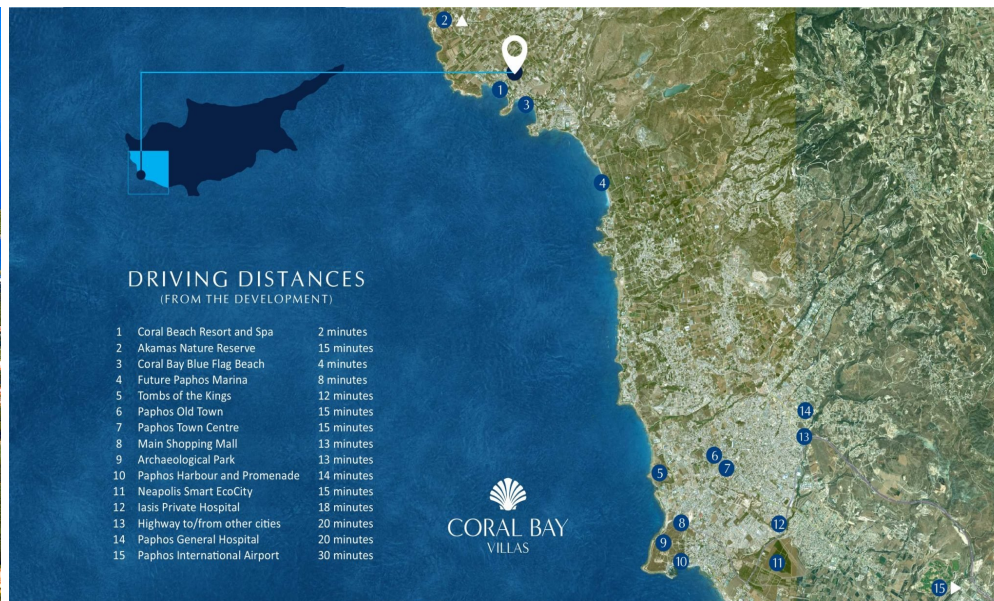 2
1
3
4
DRIVING DISTANCES
(FROM THE DEVELOPMENT)
1 Coral Beach Resort and Spa 2 minutes
2 Akamas Nature Reserve 15 minutes
3 Coral Bay Blue Flag Beach 4 minutes
4 Future Paphos Marina 8 minutes
5 Tombs of the Kings 12 minutes
6 Paphos Old Town 15 minutes
7 Paphos Town Centre 15 minutes
8 Main Shopping Mall 13 minutes
9 Archaeological Park 13 minutes
10 Paphos Harbour and Promenade 14 minutes
11 Neapolis Smart EcoCity 15 minutes
12 Iasis Private Hospital 18 minutes
13 Highway to/from other cities 20 minutes
14 Paphos General Hospital 20 minutes
15 Paphos International Airport 30 minutes
CORAL BAY
VILLAS
14
13
6
7
5
8
12
9
10
11
15